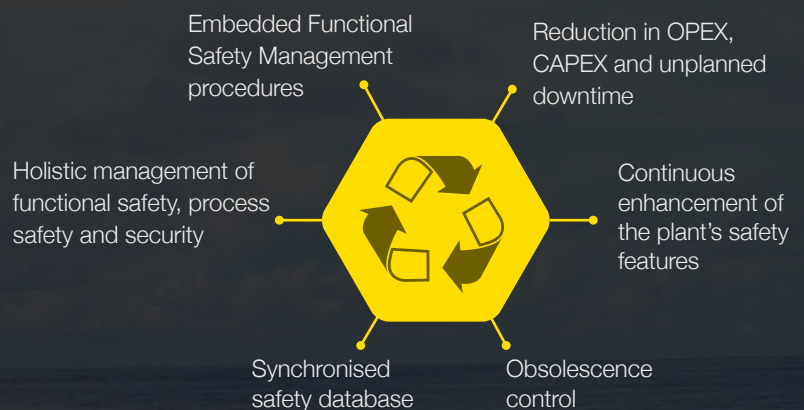 Embedded Functional
Safety Management
procedures
Reduction in OPEX,
CAPEX and unplanned
downtime
Holistic management of
functional safety, process
safety and security
Continuous
enhancement of
the plant’s safety
features
Synchronised
safety database
Obsolescence
control